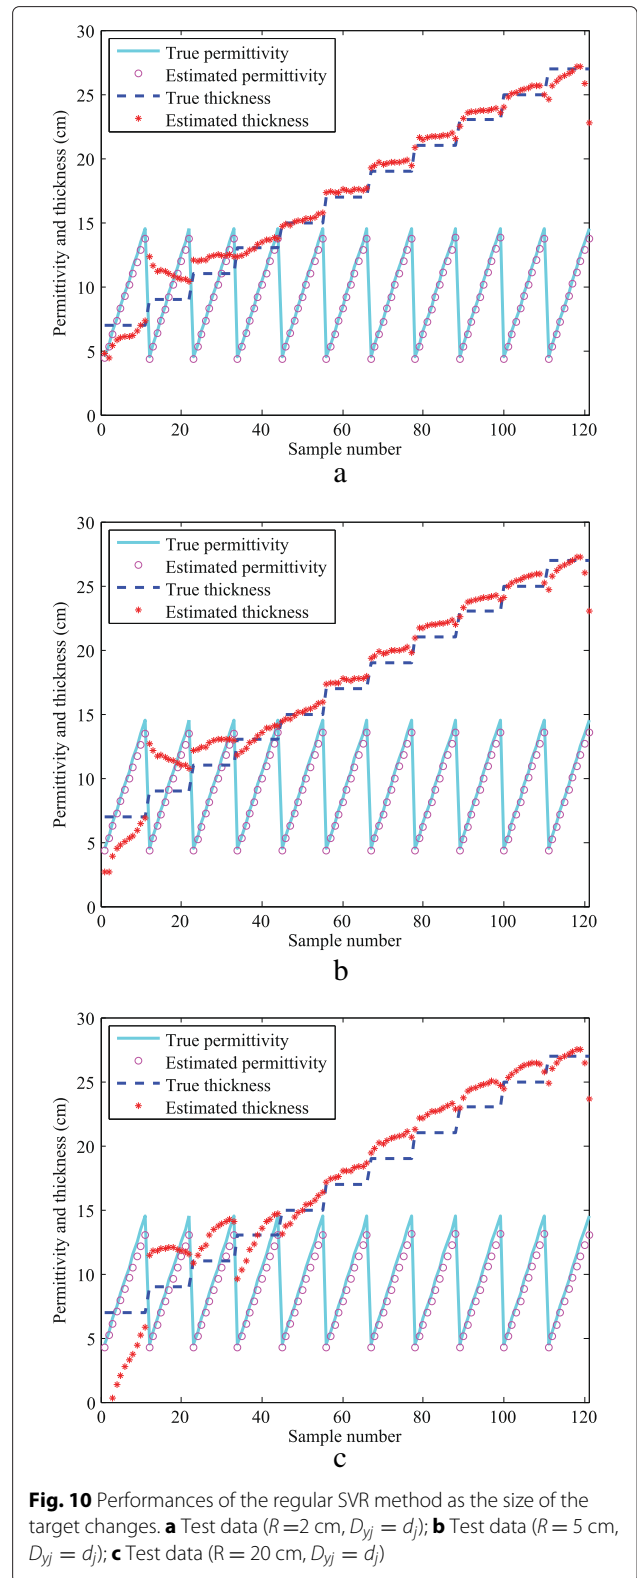 30
25
20
15
10
5
0
Permittivity and thickness (cm)
True permittivity
Estimated permittivity
True thickness
Estimated thickness
0 20 40 60 80 100 120
Sample number
a
30
25
20
15
10
5
0
Permittivity and thickness (cm)
True permittivity
Estimated permittivity
True thickness
Estimated thickness
0 20 40 60 80 100 120
Sample number
b
30
25
20
15
10
5
0
Permittivity and thickness (cm)
True permittivity
Estimated permittivity
True thickness
Estimated thickness
0 20 40 60 80 100 120
Sample number
c
Fig. 10 Performances of the regular SVR method as the size of the
target changes. a Test data (R =2 cm, Dyj = dj); b Test data (R = 5 cm,
Dyj = dj); c Test data (R = 20 cm, Dyj = dj)